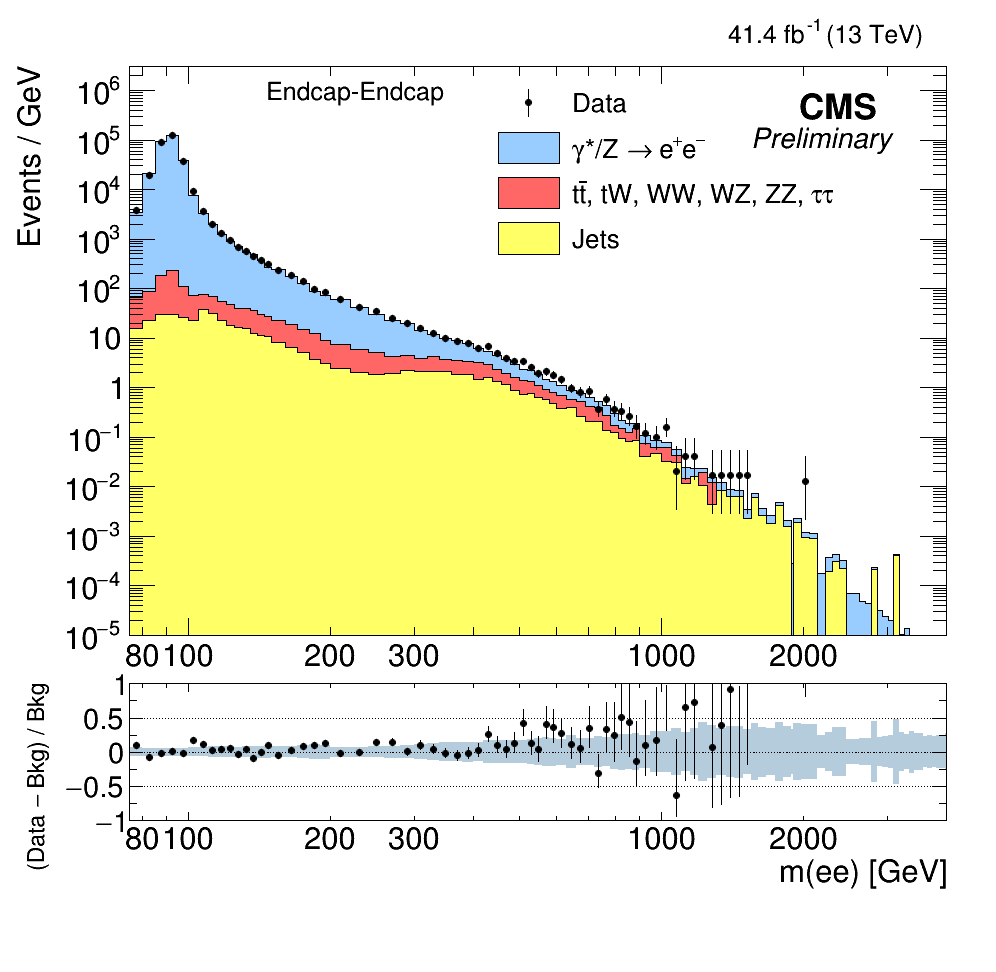 41.4 fb⁻¹ (13 TeV)
Events / GeV
Endcap-Endcap
CMS
Preliminary
Data
γ*/Z → e⁺e⁻
tt̄, tW, WW, WZ, ZZ, ττ
Jets
10⁶
10⁵
10⁴
10³
10²
10
1
10⁻¹
10⁻²
10⁻³
10⁻⁴
10⁻⁵
80 100 200 300 1000 2000
(Data − Bkg) / Bkg
1
0.5
0
−0.5
−1
80 100 200 300 1000 2000
m(ee) [GeV]